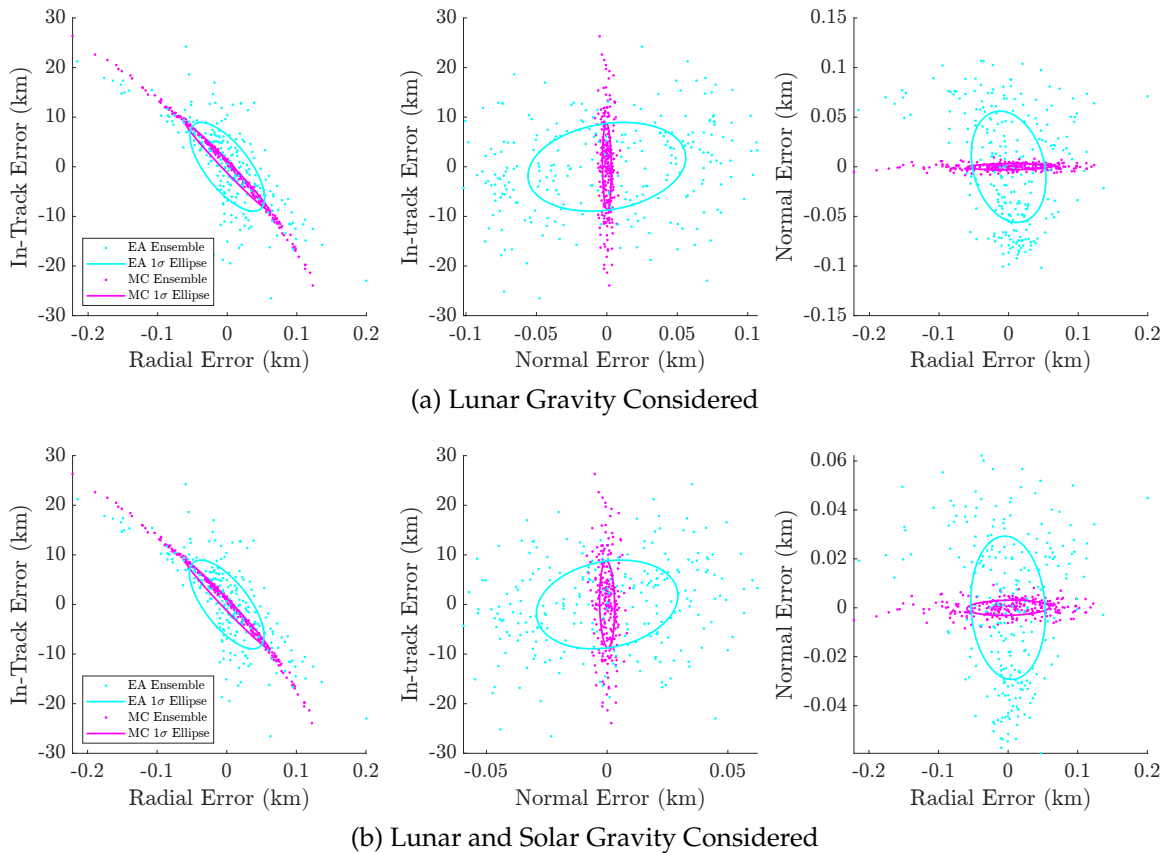 30
20
10
0
-10
-20
-30
In-Track Error (km)
EA Ensemble
EA 1σ Ellipse
MC Ensemble
MC 1σ Ellipse
-0.2 -0.1 0 0.1 0.2
Radial Error (km)
30
20
10
0
-10
-20
-30
In-track Error (km)
-0.1 -0.05 0 0.05 0.1
Normal Error (km)
0.15
0.1
0.05
0
-0.05
-0.1
-0.15
Normal Error (km)
-0.2 -0.1 0 0.1 0.2
Radial Error (km)
(a) Lunar Gravity Considered
30
20
10
0
-10
-20
-30
In-Track Error (km)
EA Ensemble
EA 1σ Ellipse
MC Ensemble
MC 1σ Ellipse
-0.2 -0.1 0 0.1 0.2
Radial Error (km)
30
20
10
0
-10
-20
-30
In-track Error (km)
-0.05 0 0.05
Normal Error (km)
0.06
0.04
0.02
0
-0.02
-0.04
Normal Error (km)
-0.2 -0.1 0 0.1 0.2
Radial Error (km)
(b) Lunar and Solar Gravity Considered